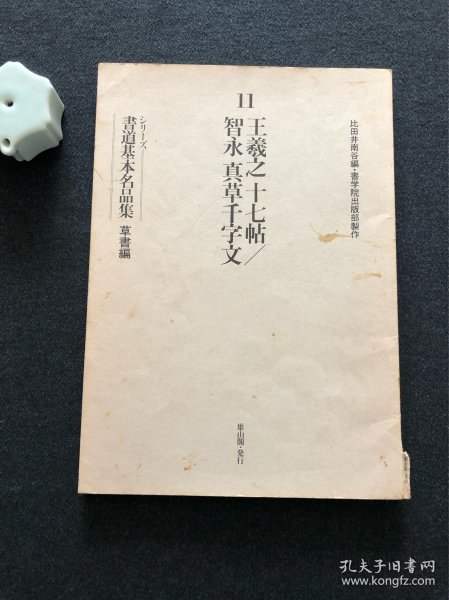 比田井南谷編・書学院出版部製作
11
王羲之 十七帖/
智永 真草千字文
シリーズ
書道基本名品集 草書編
雄山閣・発行
孔夫子旧书网
www.kongfz.com